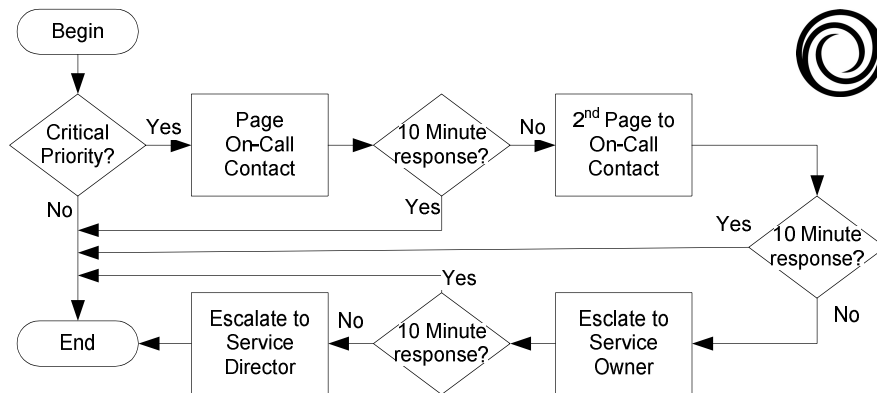 Begin
Critical
Priority?
Yes
No
Page
On-Call
Contact
10 Minute
response?
No
Yes
2nd Page to
On-Call
Contact
10 Minute
response?
Yes
No
Esclate to
Service
Owner
10 Minute
response?
Yes
No
Escalate to
Service
Director
End